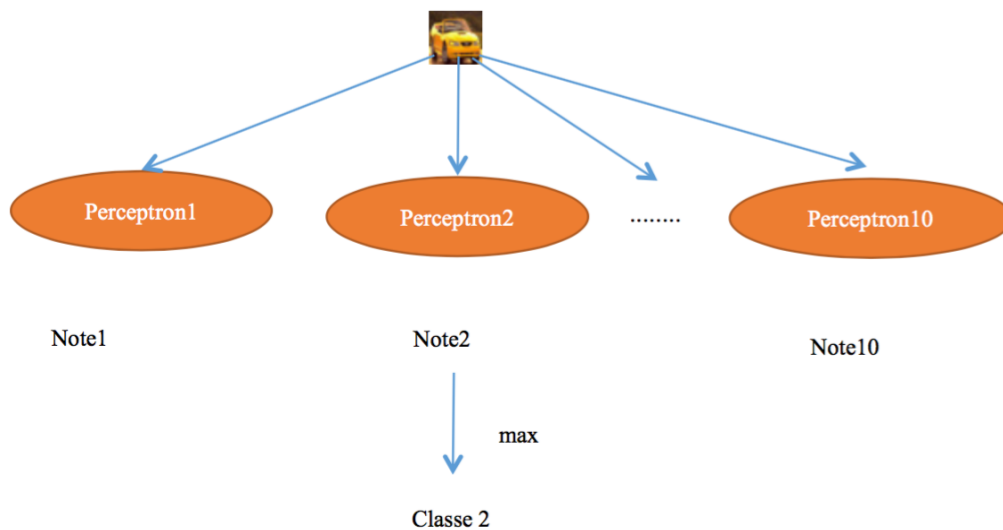 Perceptron1
Perceptron2
........
Perceptron10
Note1
Note2
Note10
max
Classe 2